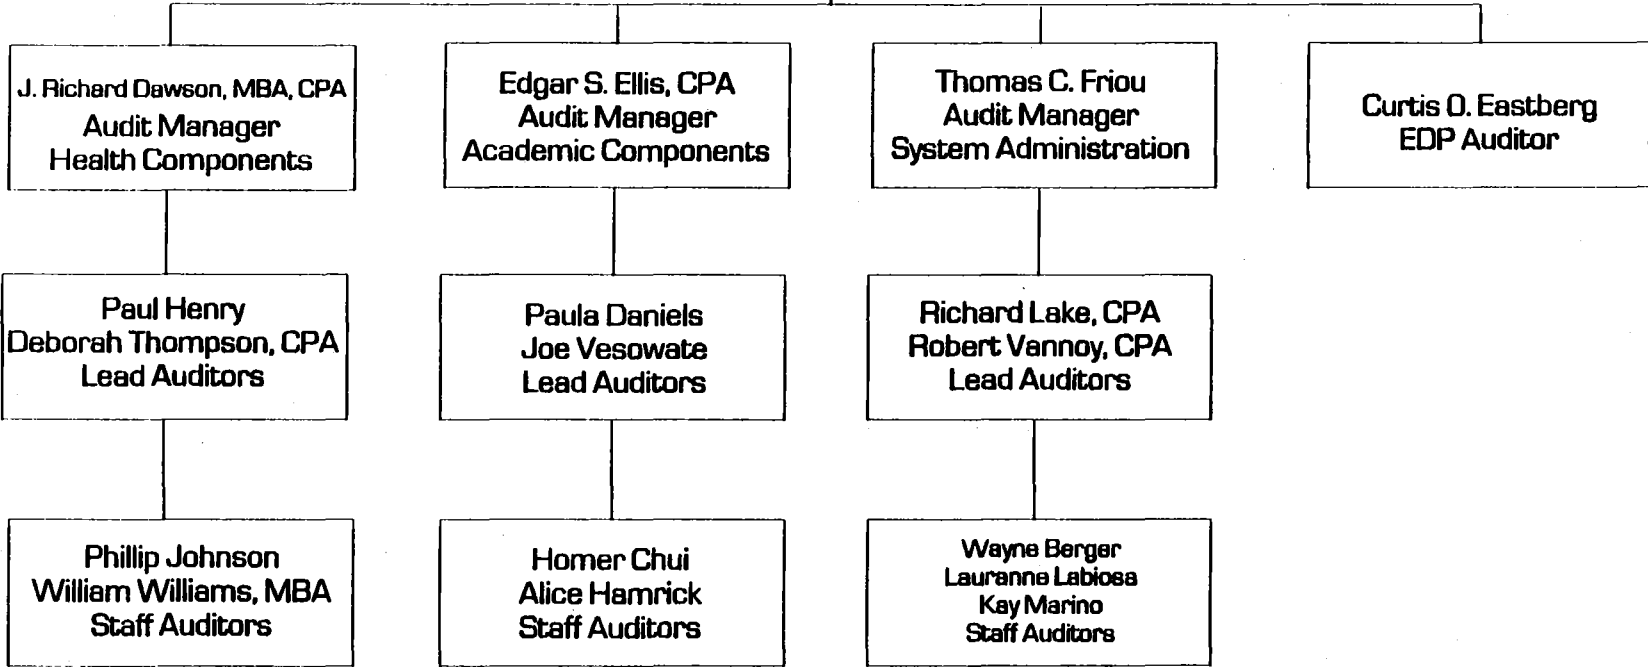 J. Richard Dawson, MBA, CPA
Audit Manager
Health Components
Edgar S. Ellis, CPA
Audit Manager
Academic Components
Thomas C. Friou
Audit Manager
System Administration
Curtis O. Eastberg
EDP Auditor
Paul Henry
Deborah Thompson, CPA
Lead Auditors
Paula Daniels
Joe Vesowate
Lead Auditors
Richard Lake, CPA
Robert Vannoy, CPA
Lead Auditors
Phillip Johnson
William Williams, MBA
Staff Auditors
Homer Chui
Alice Hamrick
Staff Auditors
Wayne Berger
Lauranne Labiosa
Kay Marino
Staff Auditors